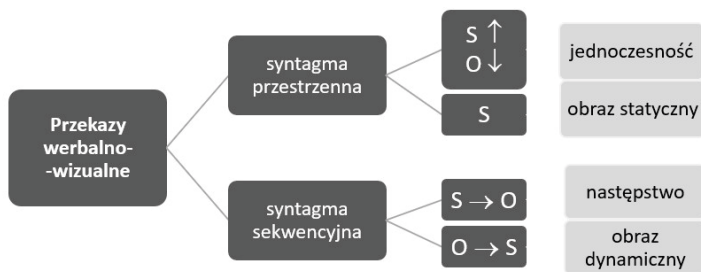 Przekazy
werbalno-
-wizualne
syntagma
przestrzenna
S ↑
O ↓
jednoczesność
S
obraz statyczny
syntagma
sekwencyjna
S → O
następstwo
O → S
obraz
dynamiczny